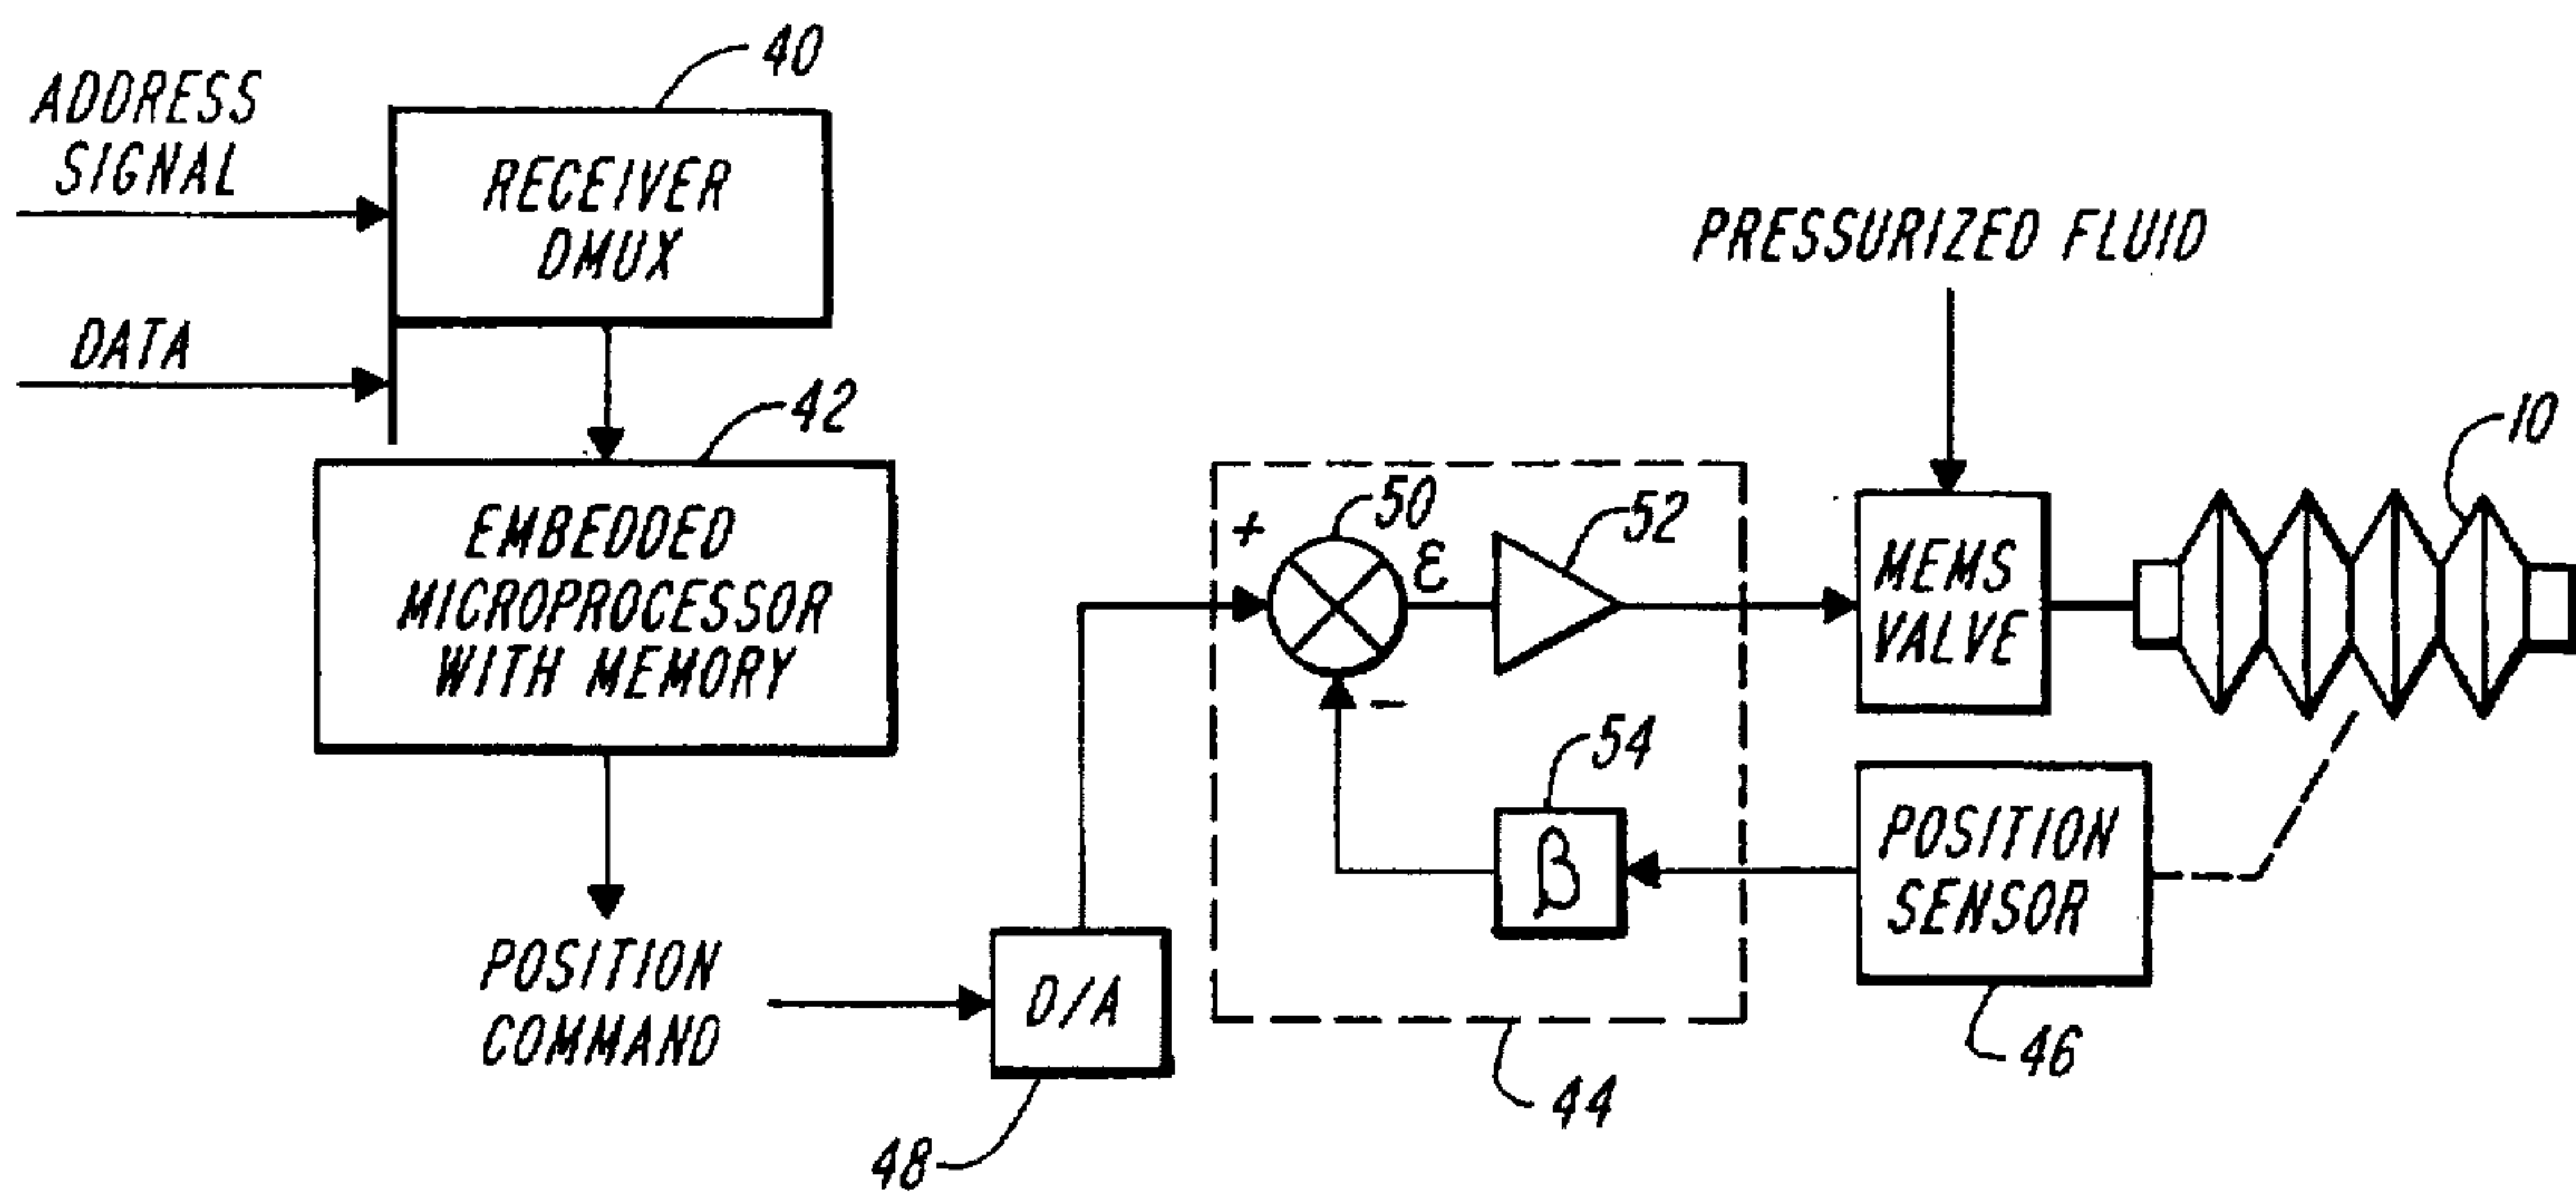 40
ADDRESS
SIGNAL
RECEIVER
DMUX
DATA
42
EMBEDDED
MICROPROCESSOR
WITH MEMORY
POSITION
COMMAND
D/A
48
PRESSURIZED FLUID
+
50
ε
52
−
54
β
44
MEMS
VALVE
10
POSITION
SENSOR
46